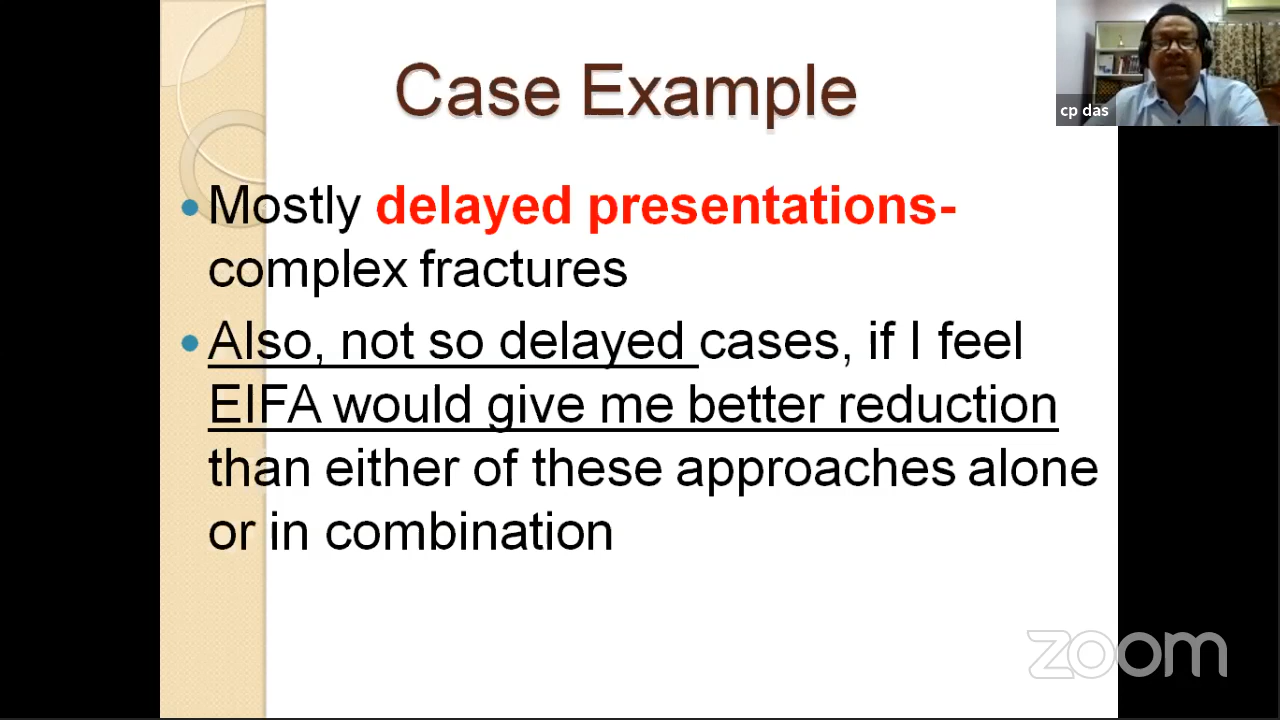 Case Example
cp das
Mostly delayed presentations-
complex fractures
Also, not so delayed cases, if I feel
EIFA would give me better reduction
than either of these approaches alone
or in combination
zoom